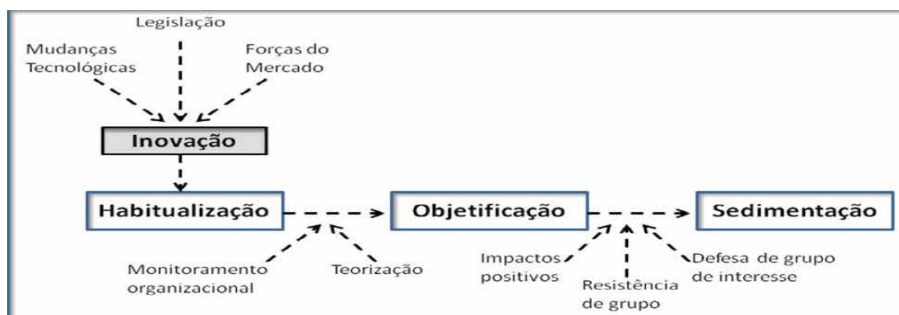 Legislação
Mudanças
Tecnológicas
Forças do
Mercado
Inovação
Habitualização
Objetificação
Sedimentação
Monitoramento
organizacional
Teorização
Impactos
positivos
Resistência
de grupo
Defesa de grupo
de interesse